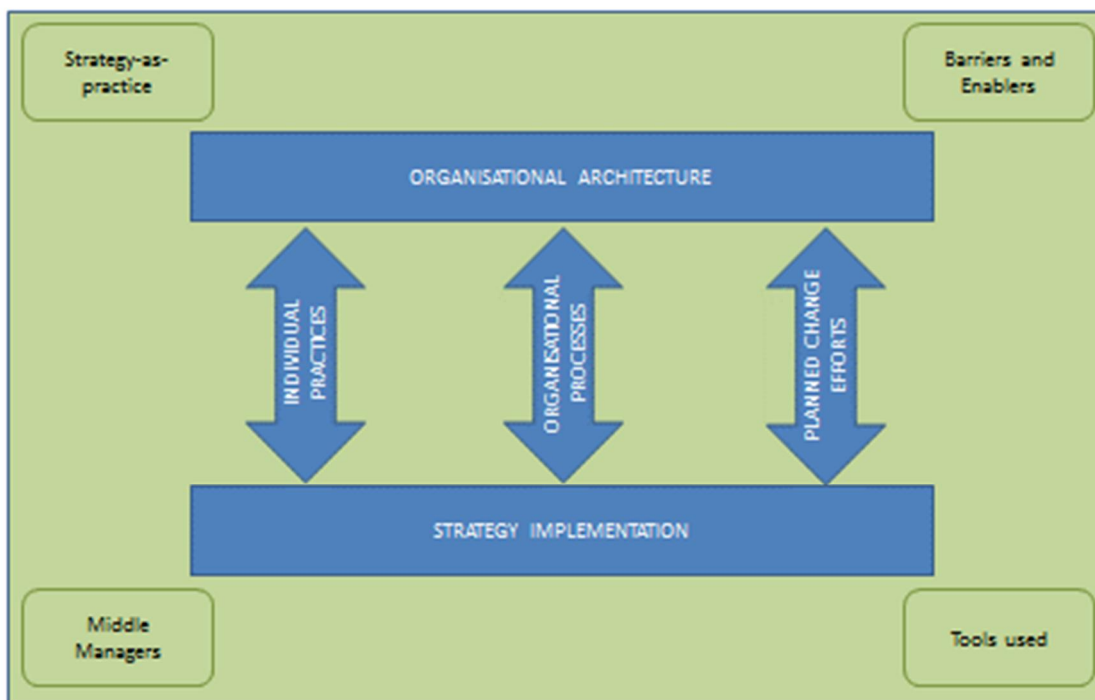 Strategy-as-
practice
Barriers and
Enablers
ORGANISATIONAL ARCHITECTURE
INDIVIDUAL
PRACTICES
ORGANISATIONAL
PROCESSES
PLANNED CHANGE
EFFORTS
STRATEGY IMPLEMENTATION
Middle
Managers
Tools used